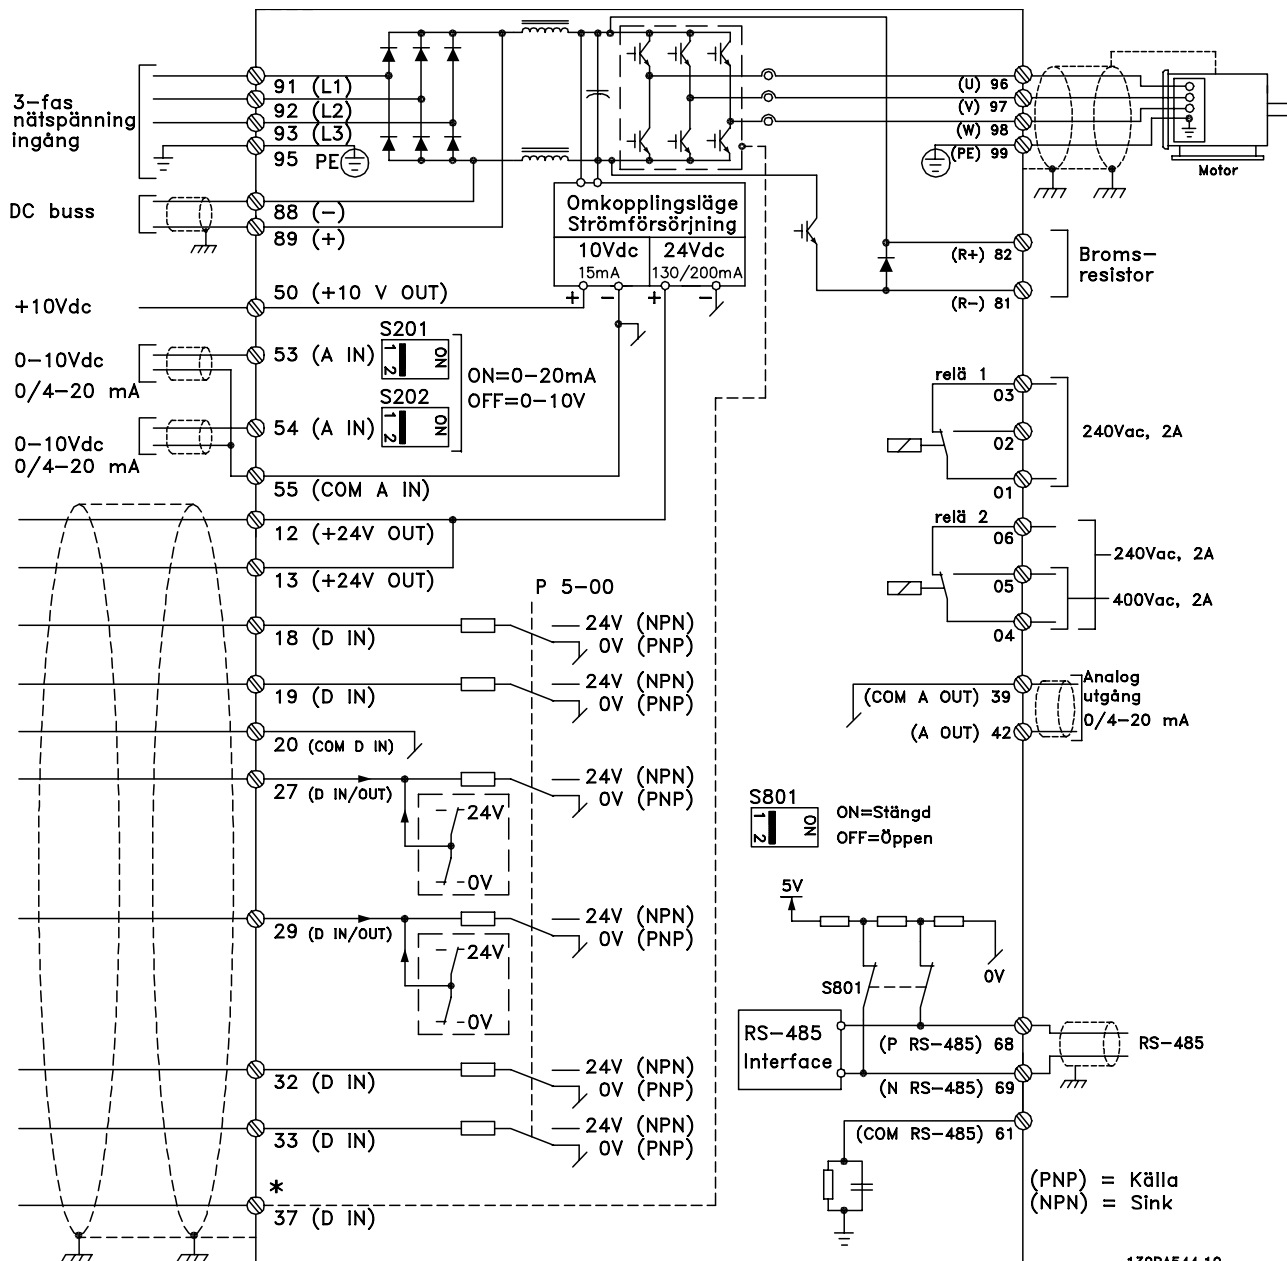 3-fas
nätspänning
ingång
91 (L1)
92 (L2)
93 (L3)
95 PE
DC buss
88 (-)
89 (+)
+10Vdc
50 (+10 V OUT)
0-10Vdc
0/4-20 mA
53 (A IN)
S201
1 2
ON
ON=0-20mA
OFF=0-10V
S202
1 2
ON
0-10Vdc
0/4-20 mA
54 (A IN)
55 (COM A IN)
12 (+24V OUT)
13 (+24V OUT)
P 5-00
18 (D IN)
24V (NPN)
0V (PNP)
19 (D IN)
24V (NPN)
0V (PNP)
20 (COM D IN)
27 (D IN/OUT)
24V (NPN)
0V (PNP)
24V
0V
29 (D IN/OUT)
24V (NPN)
0V (PNP)
24V
0V
32 (D IN)
24V (NPN)
0V (PNP)
33 (D IN)
24V (NPN)
0V (PNP)
*
37 (D IN)
Omkopplingsläge
Strömförsörjning
10Vdc
15mA
24Vdc
130/200mA
+ - + -
(U) 96
(V) 97
(W) 98
(PE) 99
Motor
(R+) 82
(R-) 81
Broms-
resistor
relä 1
03
02
01
240Vac, 2A
relä 2
06
05
04
240Vac, 2A
400Vac, 2A
(COM A OUT) 39
(A OUT) 42
Analog
utgång
0/4-20 mA
S801
1 2
ON
ON=Stängd
OFF=Öppen
5V
0V
S801
RS-485
Interface
(P RS-485) 68
(N RS-485) 69
RS-485
(COM RS-485) 61
(PNP) = Källa
(NPN) = Sink